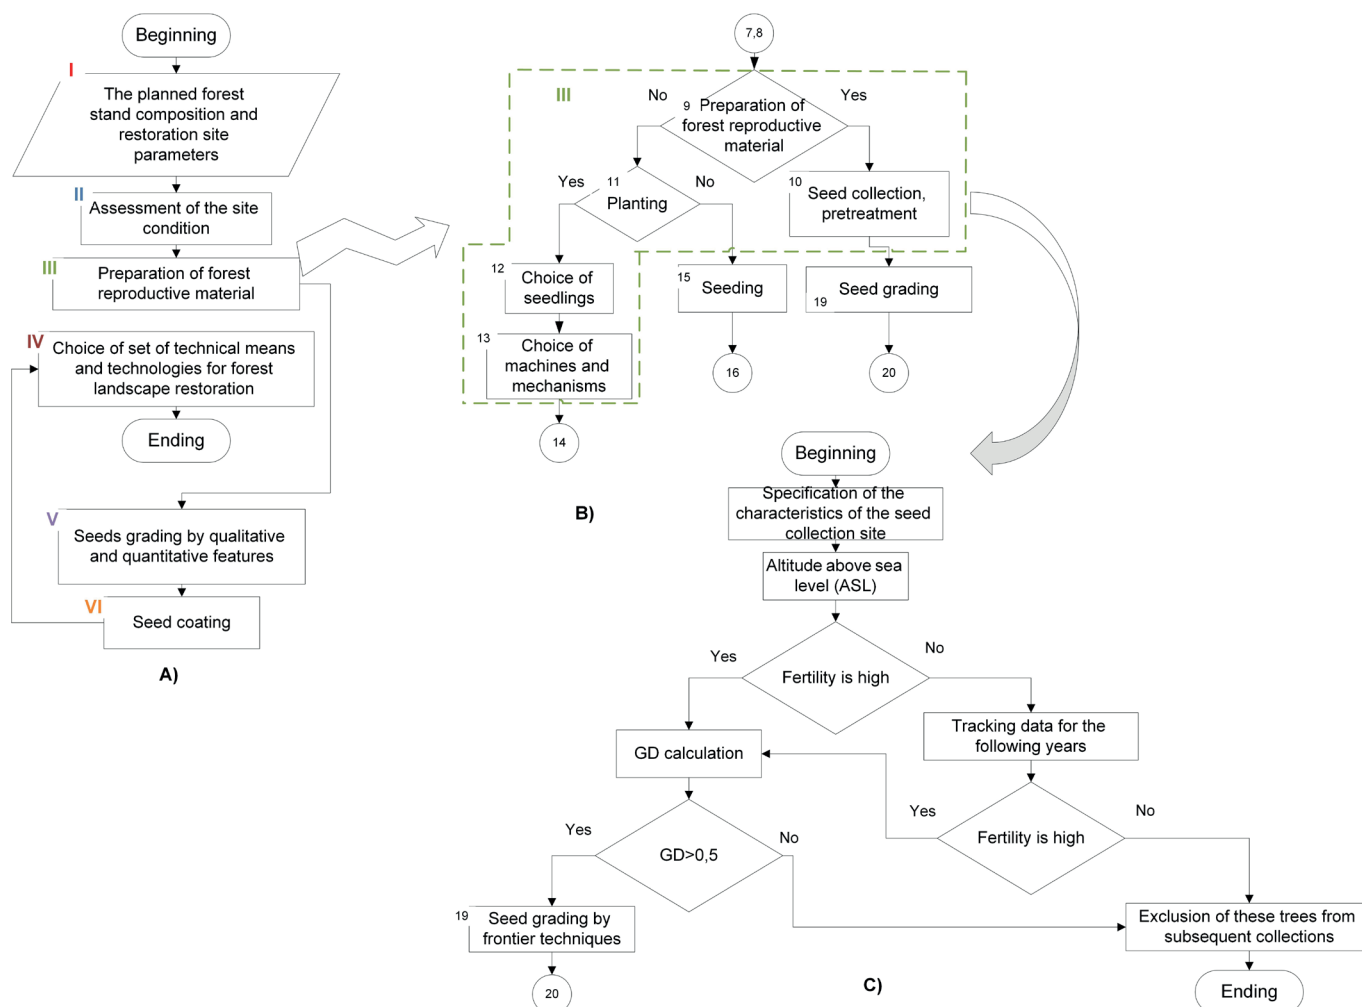 Beginning
I
The planned forest
stand composition and
restoration site
parameters
II
Assessment of the site
condition
III
Preparation of forest
reproductive material
IV
Choice of set of technical means
and technologies for forest
landscape restoration
Ending
V
Seeds grading by qualitative
and quantitative features
VI
Seed coating
A)
7,8
III
No
Yes
9 Preparation of
forest reproductive
material
Yes
11
No
Planting
10
Seed collection,
pretreatment
12
Choice of
seedlings
15
Seeding
19
Seed grading
13
Choice of
machines and
mechanisms
16
20
14
B)
Beginning
Specification of the
characteristics of the seed
collection site
Altitude above sea
level (ASL)
Yes
No
Fertility is high
GD calculation
Tracking data for the
following years
Yes
No
Fertility is high
Yes
No
GD>0,5
19
Seed grading by
frontier techniques
Exclusion of these trees from
subsequent collections
20
Ending
C)